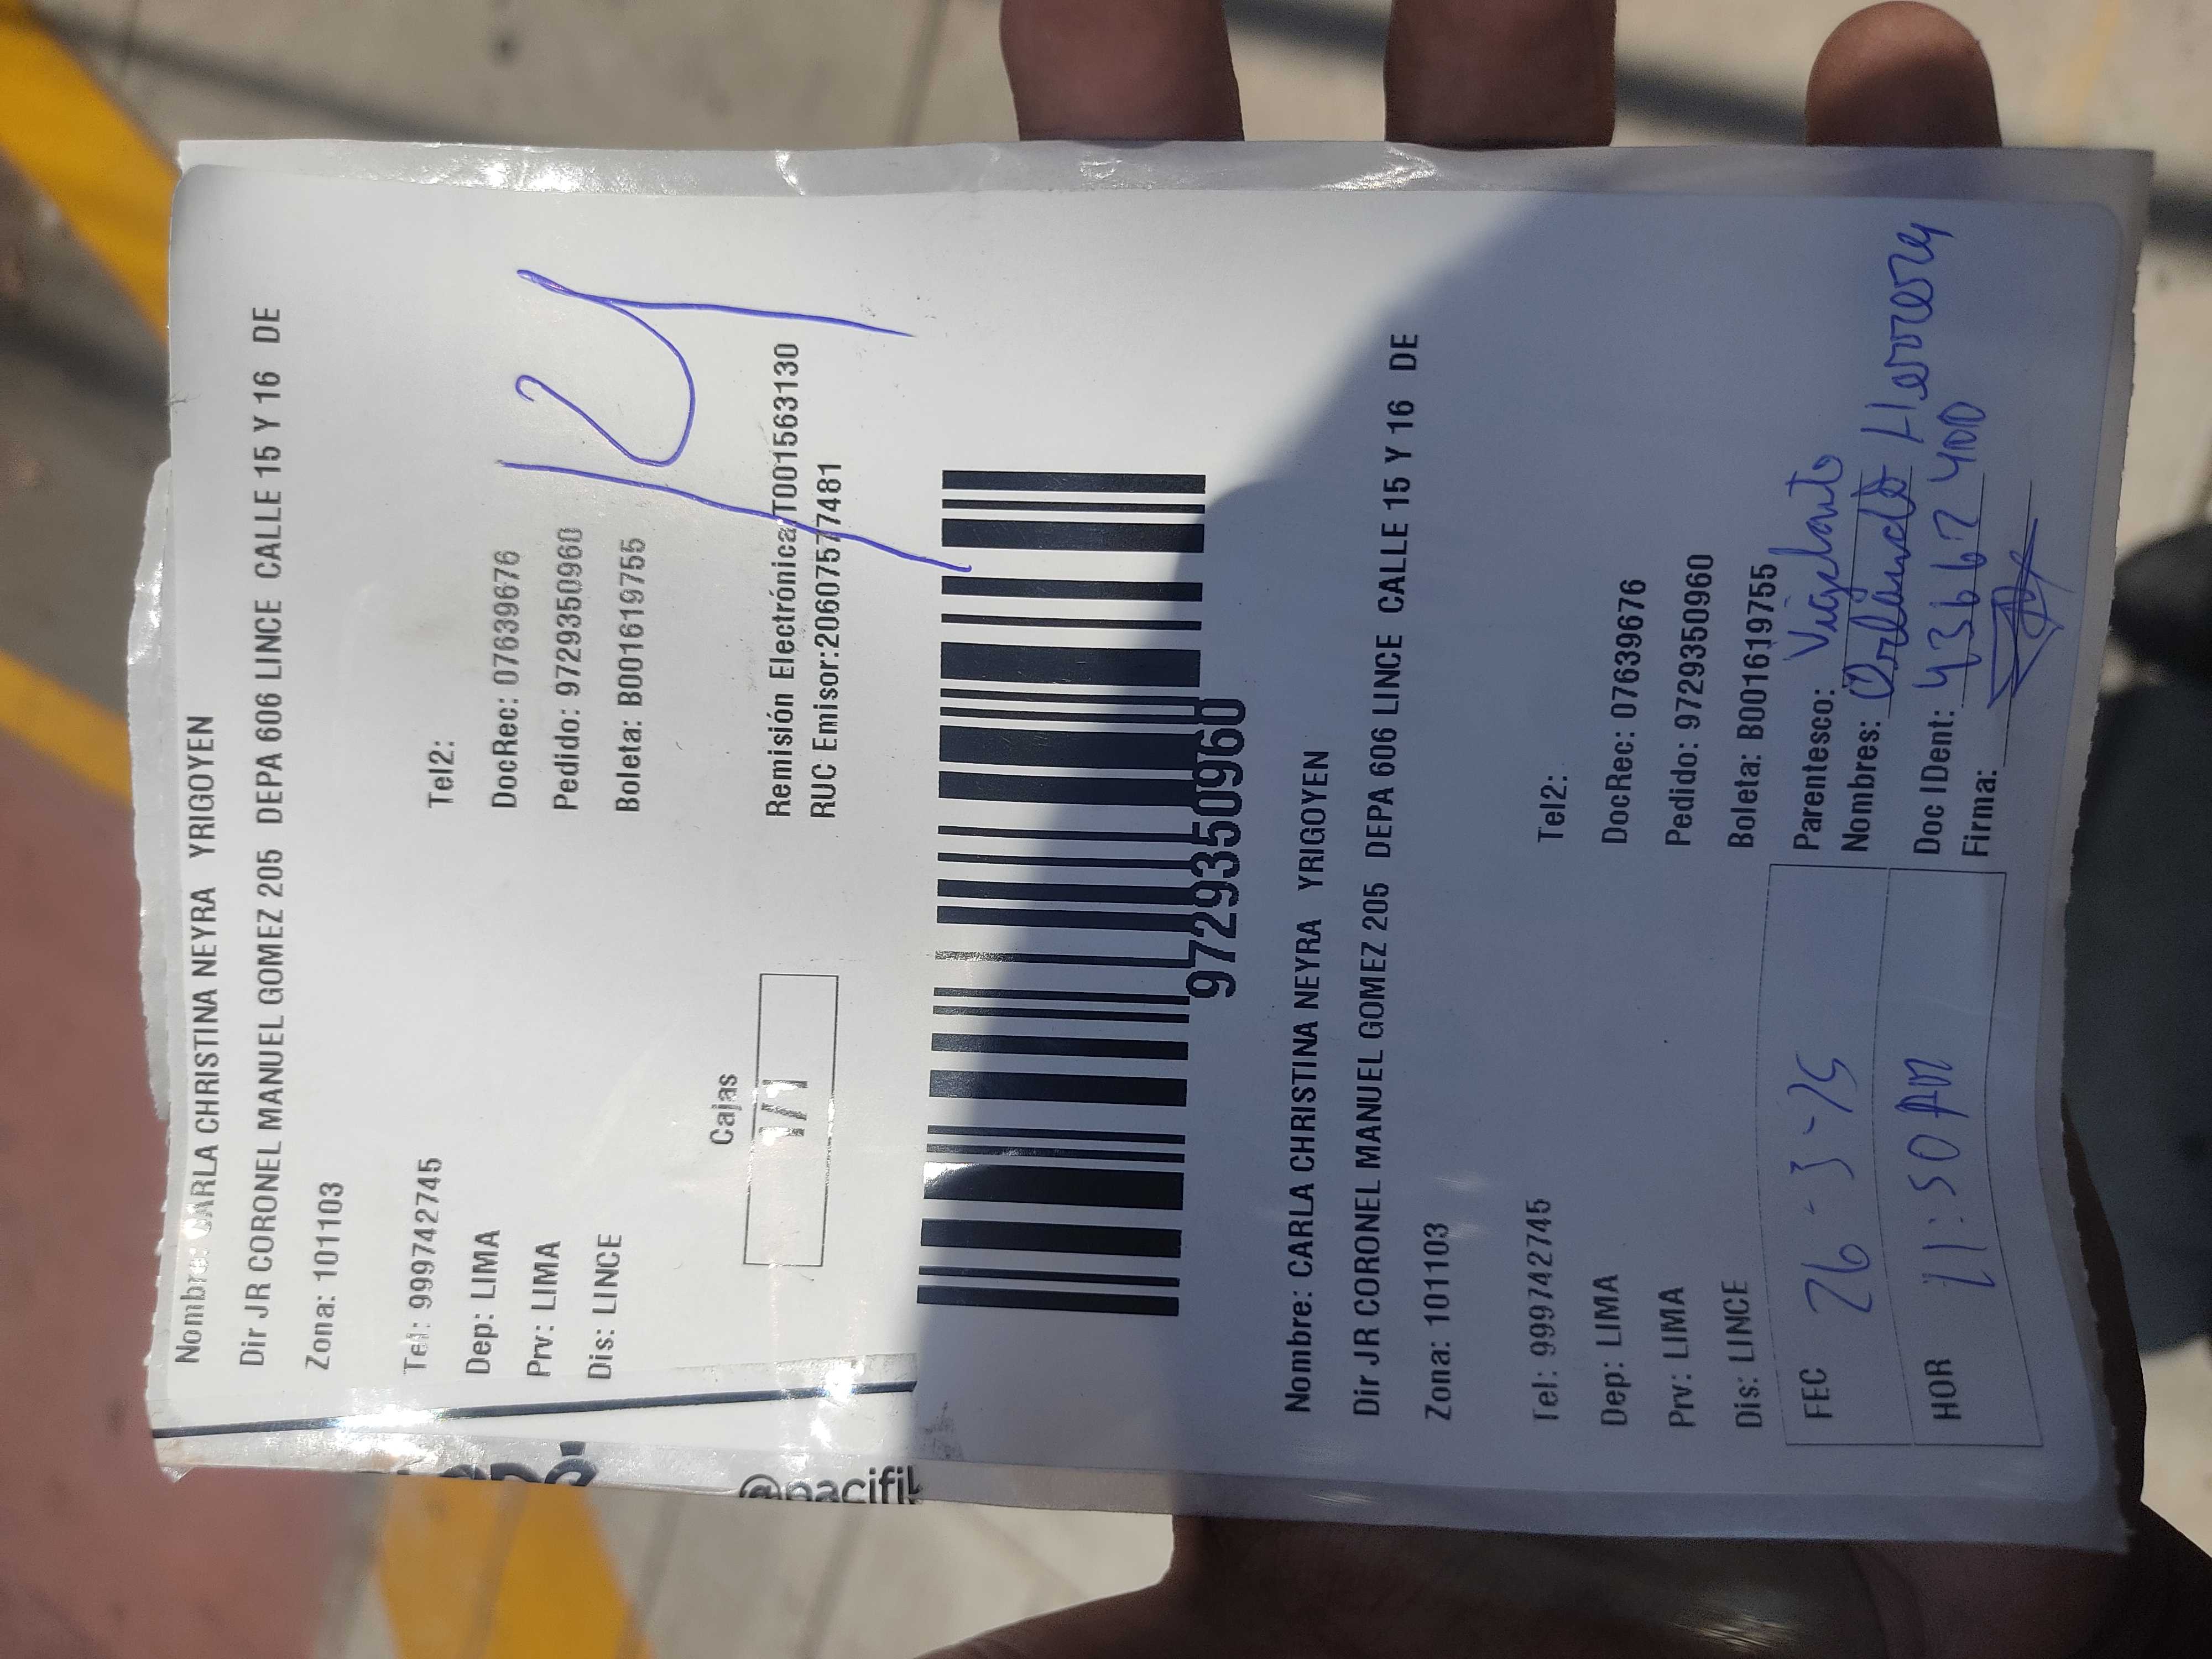 Nombre: CARLA CHRISTINA NEYRA YRIGOYEN
Dir JR CORONEL MANUEL GOMEZ 205 DEPA 606 LINCE CALLE 15 Y 16 DE
Zona: 101103
Tel: 999742745
Tel2:
Dep: LIMA
DocRec: 07639676
Prv: LIMA
Pedido: 9729350960
Dis: LINCE
Boleta: B001619755
Cajas
1/1
Remisión Electrónica:T001563130
RUC Emisor:20607577481
@pacifi
9729350960
Nombre: CARLA CHRISTINA NEYRA YRIGOYEN
Dir JR CORONEL MANUEL GOMEZ 205 DEPA 606 LINCE CALLE 15 Y 16 DE
Zona: 101103
Tel: 999742745
Tel2:
Dep: LIMA
DocRec: 07639676
Prv: LIMA
Pedido: 9729350960
Dis: LINCE
Boleta: B001619755
FEC 26-3-25
Parentesco: Vigilante
Nombres: Orlando Herrera
HOR 11:50 AM
Doc IDent: 43667400
Firma: